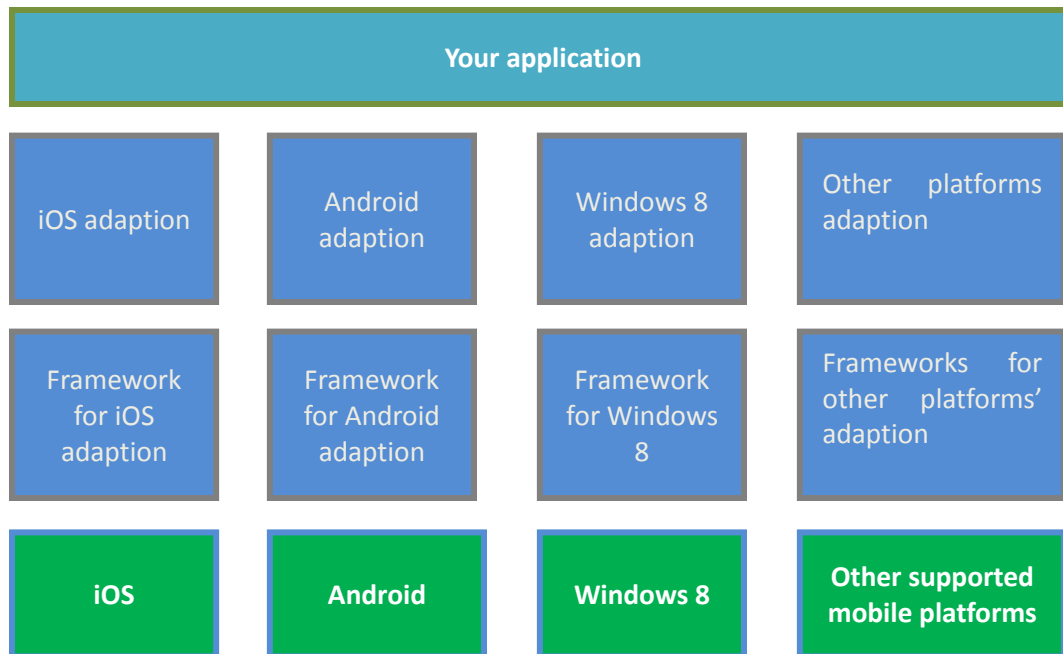 Your application
iOS adaption
Android
adaption
Windows 8
adaption
Other platforms
adaption
Framework
for iOS
adaption
Framework
for Android
adaption
Framework
for Windows
8
Frameworks for
other platforms’
adaption
iOS
Android
Windows 8
Other supported
mobile platforms